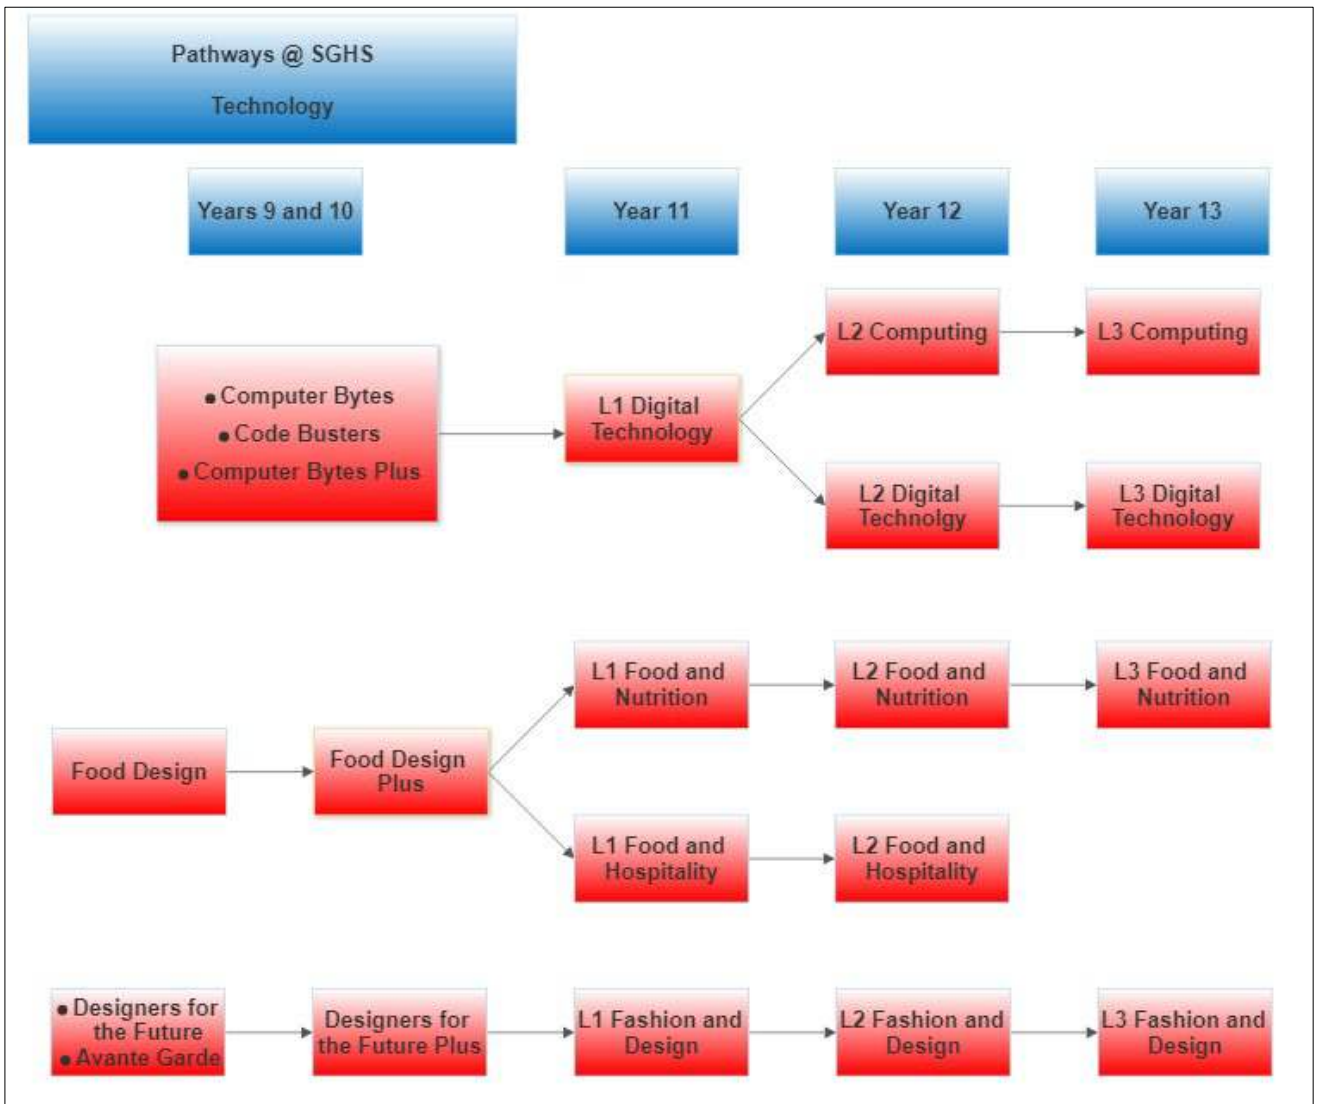 Pathways @ SGHS
Technology
Years 9 and 10
Year 11
Year 12
Year 13
• Computer Bytes
• Code Busters
• Computer Bytes Plus
L1 Digital
Technology
L2 Computing
L3 Computing
L2 Digital
Technolgy
L3 Digital
Technology
Food Design
Food Design
Plus
L1 Food and
Nutrition
L2 Food and
Nutrition
L3 Food and
Nutrition
L1 Food and
Hospitality
L2 Food and
Hospitality
• Designers for
the Future
• Avante Garde
Designers for
the Future Plus
L1 Fashion and
Design
L2 Fashion and
Design
L3 Fashion and
Design